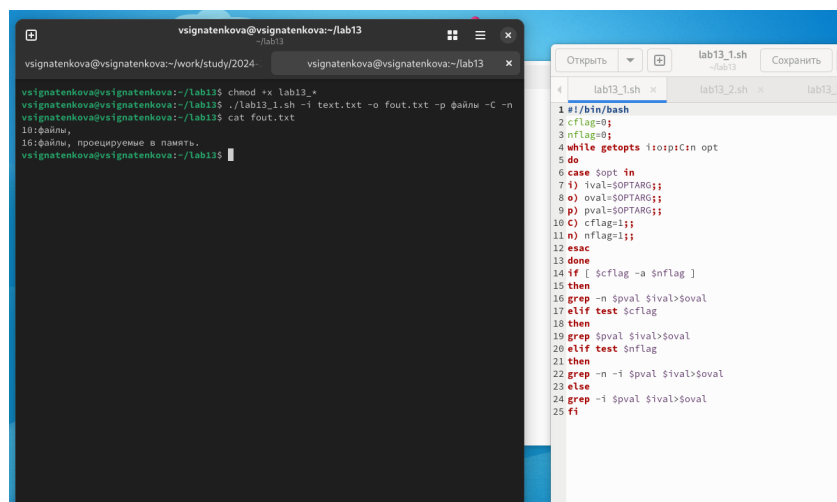 vsignatenkova@vsignatenkova:~/lab13
~/lab13
vsignatenkova@vsignatenkova:~/work/study/2024-
vsignatenkova@vsignatenkova:~/lab13
vsignatenkova@vsignatenkova:~/lab13$ chmod +x lab13_*
vsignatenkova@vsignatenkova:~/lab13$ ./lab13_1.sh -i text.txt -o fout.txt -p файлы -C -n
vsignatenkova@vsignatenkova:~/lab13$ cat fout.txt
10:файлы,
16:файлы, проецируемые в память.
vsignatenkova@vsignatenkova:~/lab13$
Открыть
lab13_1.sh
~/lab13
Сохранить
lab13_1.sh
lab13_2.sh
lab13_
1 #!/bin/bash
2 cflag=0;
3 nflag=0;
4 while getopts i:o:p:C:n opt
5 do
6 case $opt in
7 i) ival=$OPTARG;;
8 o) oval=$OPTARG;;
9 p) pval=$OPTARG;;
10 C) cflag=1;;
11 n) nflag=1;;
12 esac
13 done
14 if [ $cflag -a $nflag ]
15 then
16 grep -n $pval $ival>$oval
17 elif test $cflag
18 then
19 grep $pval $ival>$oval
20 elif test $nflag
21 then
22 grep -n -i $pval $ival>$oval
23 else
24 grep -i $pval $ival>$oval
25 fi